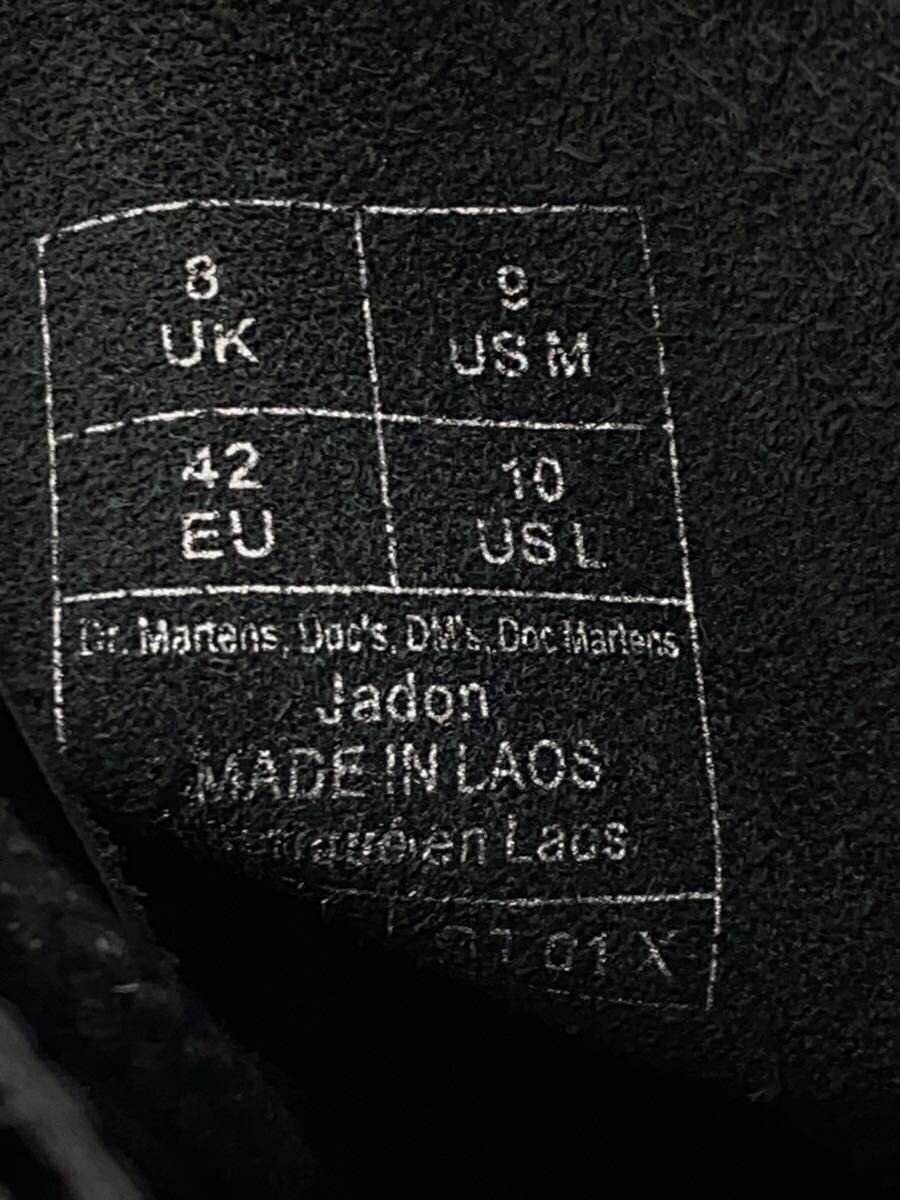 8
UK
9
US M
42
EU
10
US L
Dr. Martens, Doc's, DM's, Doc Martens
Jadon
MADE IN LAOS
en Laos
01 X